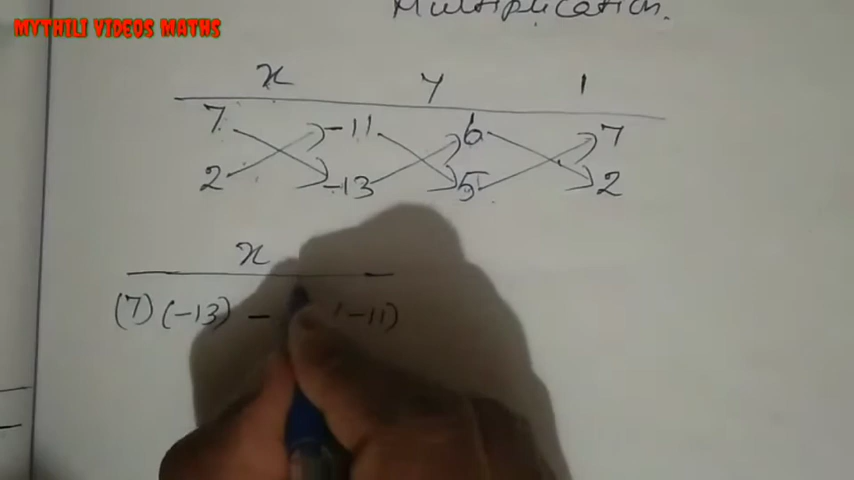 MYTHILI VIDEOS MATHS
Multiplication.
x y 1
7 -11 6 7
2 -13 5 2
x
(7)(-13) - (-11)